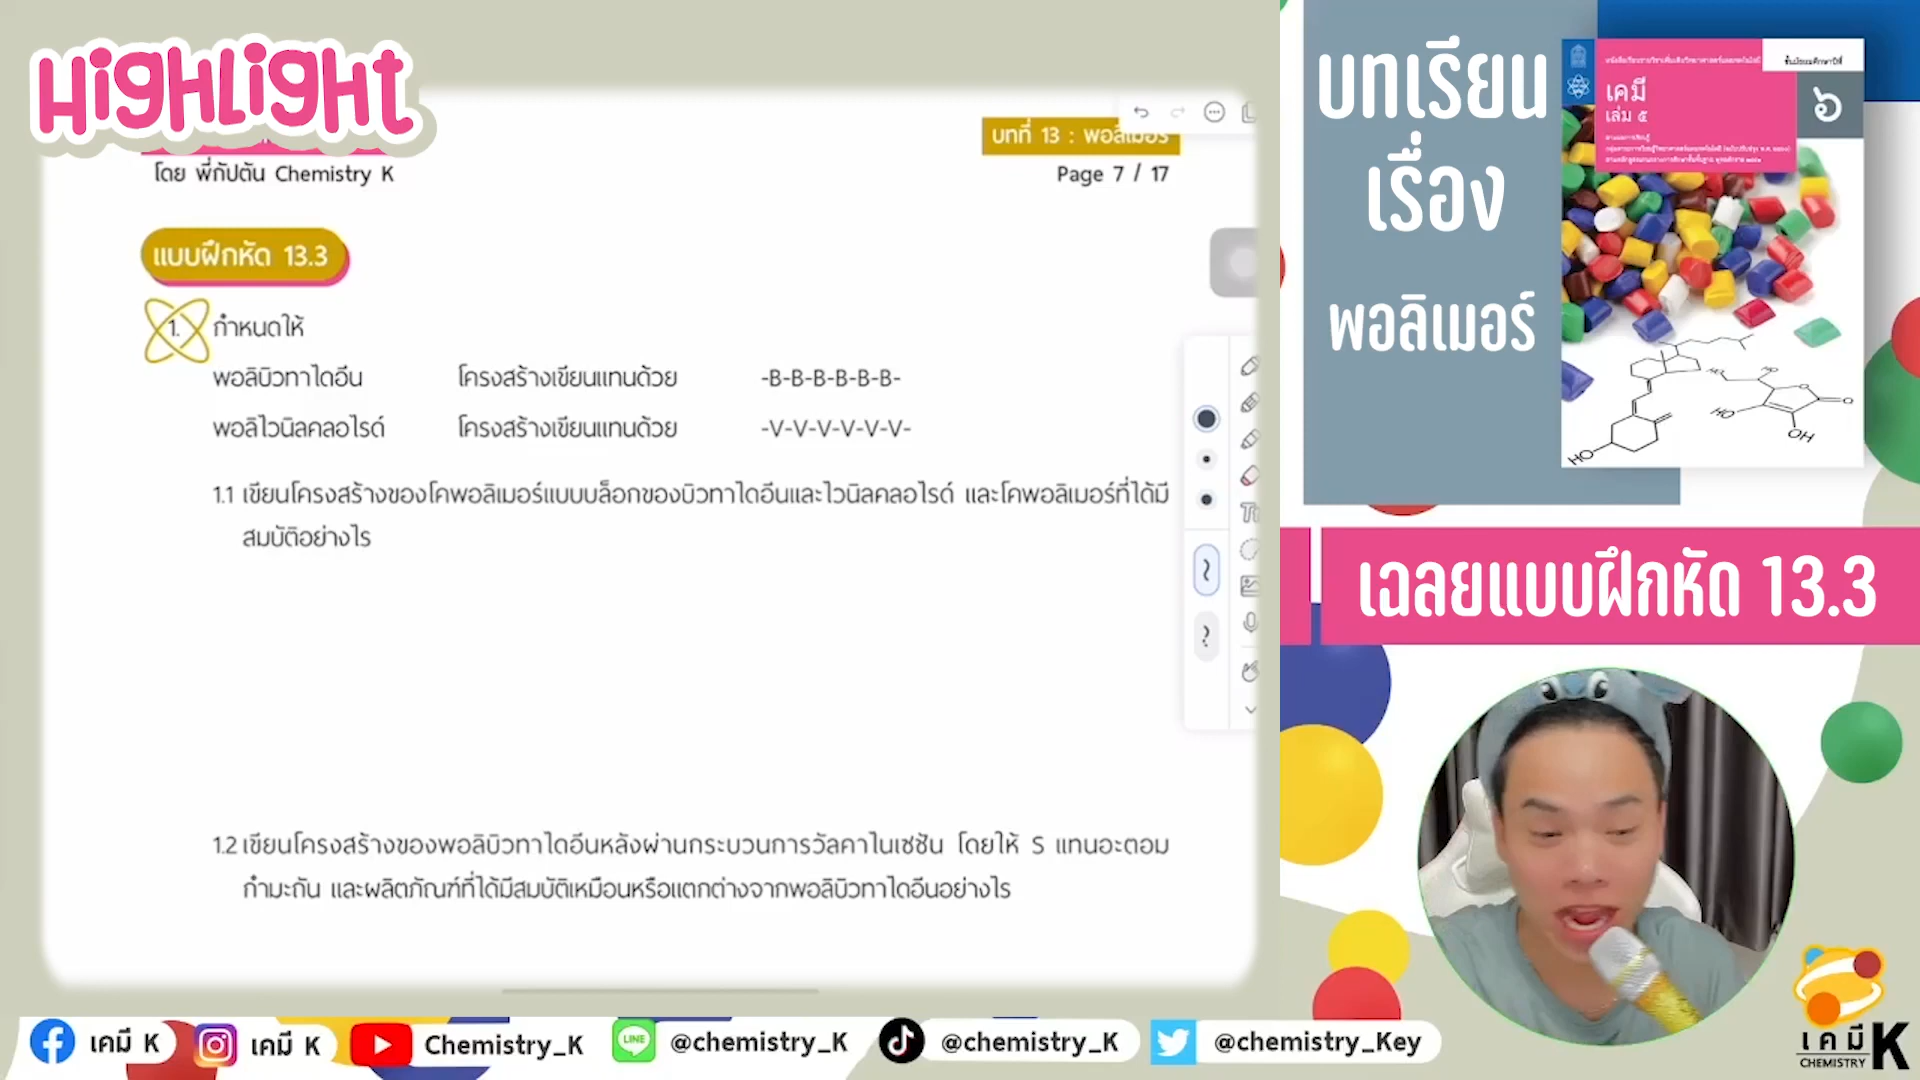 HigHLigHt
บทที่ 13 : พอลิเมอร์
โดย พี่กัปตัน Chemistry K
Page 7 / 17
แบบฝึกหัด 13.3
1. กำหนดให้
พอลิบิวทาไดอีน โครงสร้างเขียนแทนด้วย -B-B-B-B-B-B-
พอลิไวนิลคลอไรด์ โครงสร้างเขียนแทนด้วย -V-V-V-V-V-V-
1.1 เขียนโครงสร้างของโคพอลิเมอร์แบบบล็อกของบิวทาไดอีนและไวนิลคลอไรด์ และโคพอลิเมอร์ที่ได้มี
สมบัติอย่างไร
1.2 เขียนโครงสร้างของพอลิบิวทาไดอีนหลังผ่านกระบวนการวัลคาไนเซชัน โดยให้ S แทนอะตอม
กำมะถัน และผลิตภัณฑ์ที่ได้มีสมบัติเหมือนหรือแตกต่างจากพอลิบิวทาไดอีนอย่างไร
บทเรียน
เรื่อง
พอลิเมอร์
ชั้นมัธยมศึกษาปีที่
๖
เคมี
เล่ม ๕
HO
HO
OH
O
HO
เฉลยแบบฝึกหัด 13.3
เคมี K
เคมี K
Chemistry_K
LINE
@chemistry_K
@chemistry_K
@chemistry_Key
เคมี K
CHEMISTRY